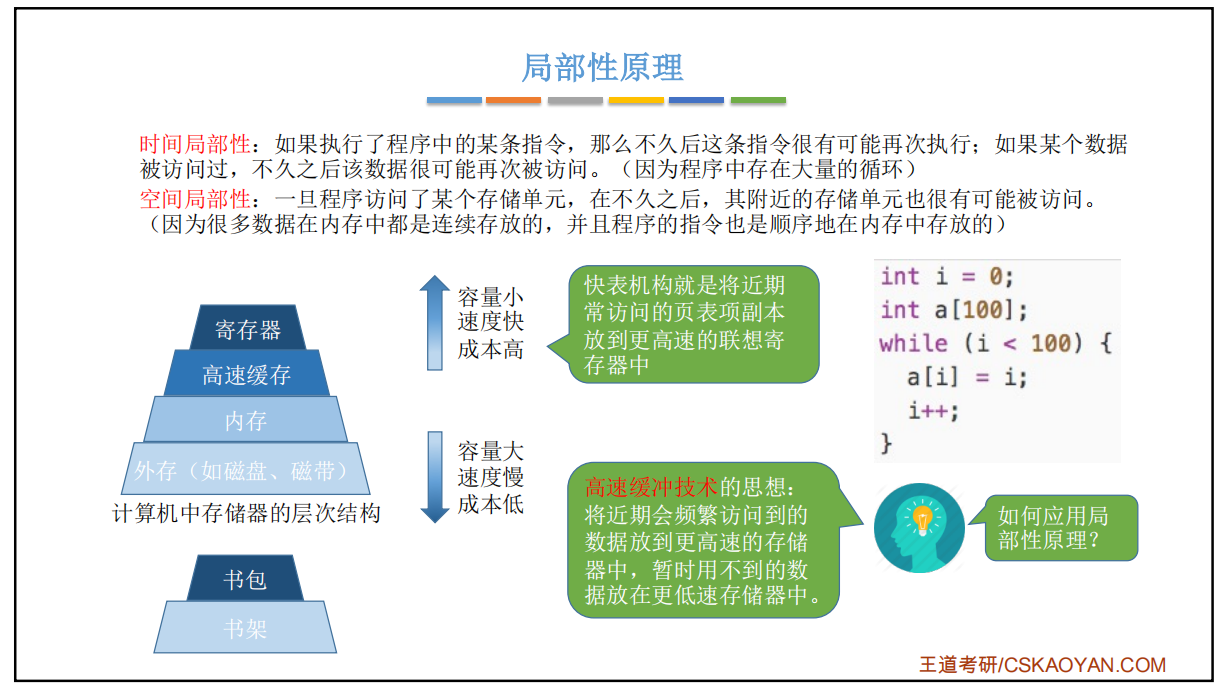 局部性原理
时间局部性：如果执行了程序中的某条指令，那么不久后这条指令很有可能再次执行；如果某个数据
被访问过，不久之后该数据很可能再次被访问。（因为程序中存在大量的循环）
空间局部性：一旦程序访问了某个存储单元，在不久之后，其附近的存储单元也很有可能被访问。
（因为很多数据在内存中都是连续存放的，并且程序的指令也是顺序地在内存中存放的）
寄存器
高速缓存
内存
外存（如磁盘、磁带）
计算机中存储器的层次结构
书包
书架
容量小
速度快
成本高
容量大
速度慢
成本低
快表机构就是将近期
常访问的页表项副本
放到更高速的联想寄
存器中
高速缓冲技术的思想：
将近期会频繁访问到的
数据放到更高速的存储
器中，暂时用不到的数
据放在更低速存储器中。
int i = 0;
int a[100];
while (i < 100) {
  a[i] = i;
  i++;
}
如何应用局
部性原理？
王道考研/CSKAOYAN.COM